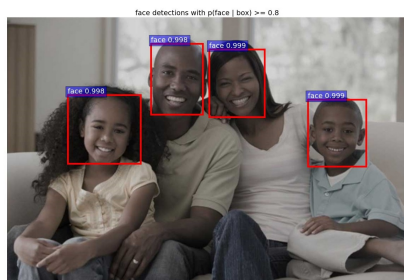 face detections with p(face | box) >= 0.8
face 0.998
face 0.999
face 0.998
face 0.999